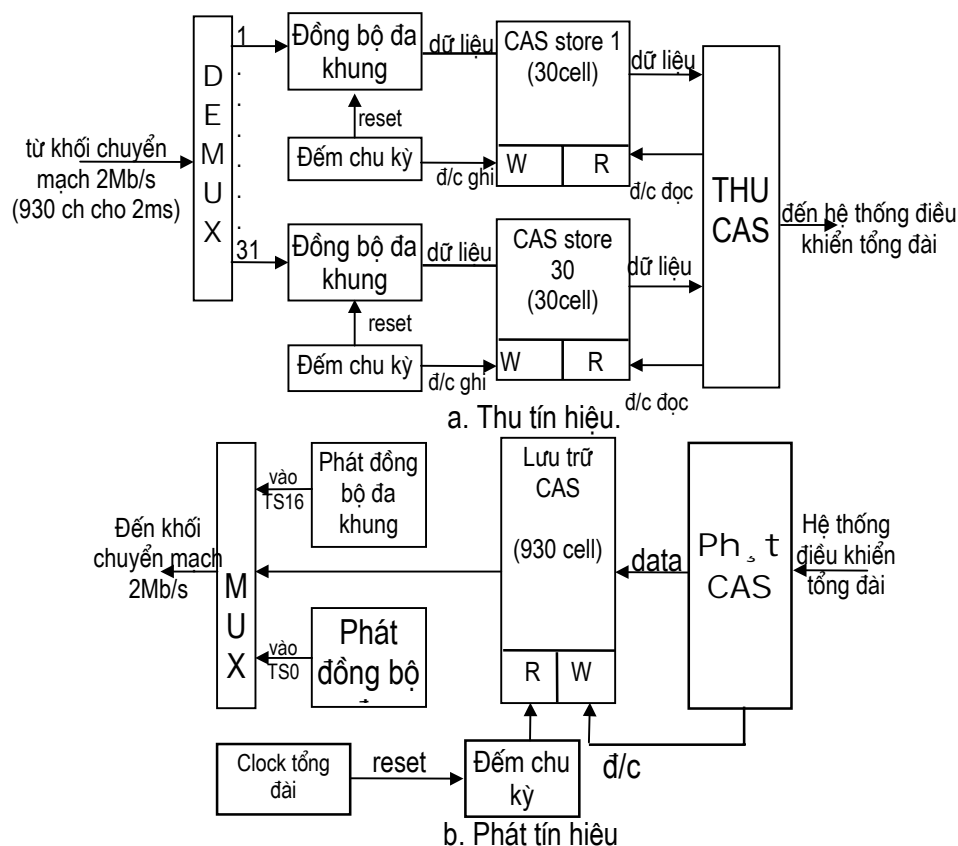 từ khối chuyển
mạch 2Mb/s
(930 ch cho 2ms)
D
E
M
U
X
1
31
Đồng bộ đa
khung
reset
Đếm chu kỳ
dữ liệu
đ/c ghi
CAS store 1
(30cell)
W
R
dữ liệu
đ/c đọc
Đồng bộ đa
khung
reset
Đếm chu kỳ
dữ liệu
đ/c ghi
CAS store
30
(30cell)
W
R
dữ liệu
đ/c đọc
THU
CAS
đến hệ thống điều
khiển tổng đài
a. Thu tín hiệu.
Đến khối
chuyển mạch
2Mb/s
M
U
X
vào
TS16
Phát đồng
bộ đa
khung
vào
TS0
Phát
đồng bộ
Lưu trữ
CAS
(930 cell)
R
W
data
Ph¸t
CAS
Hệ thống
điều khiển
tổng đài
Clock tổng
đài
reset
Đếm chu
kỳ
đ/c
b. Phát tín hiêu